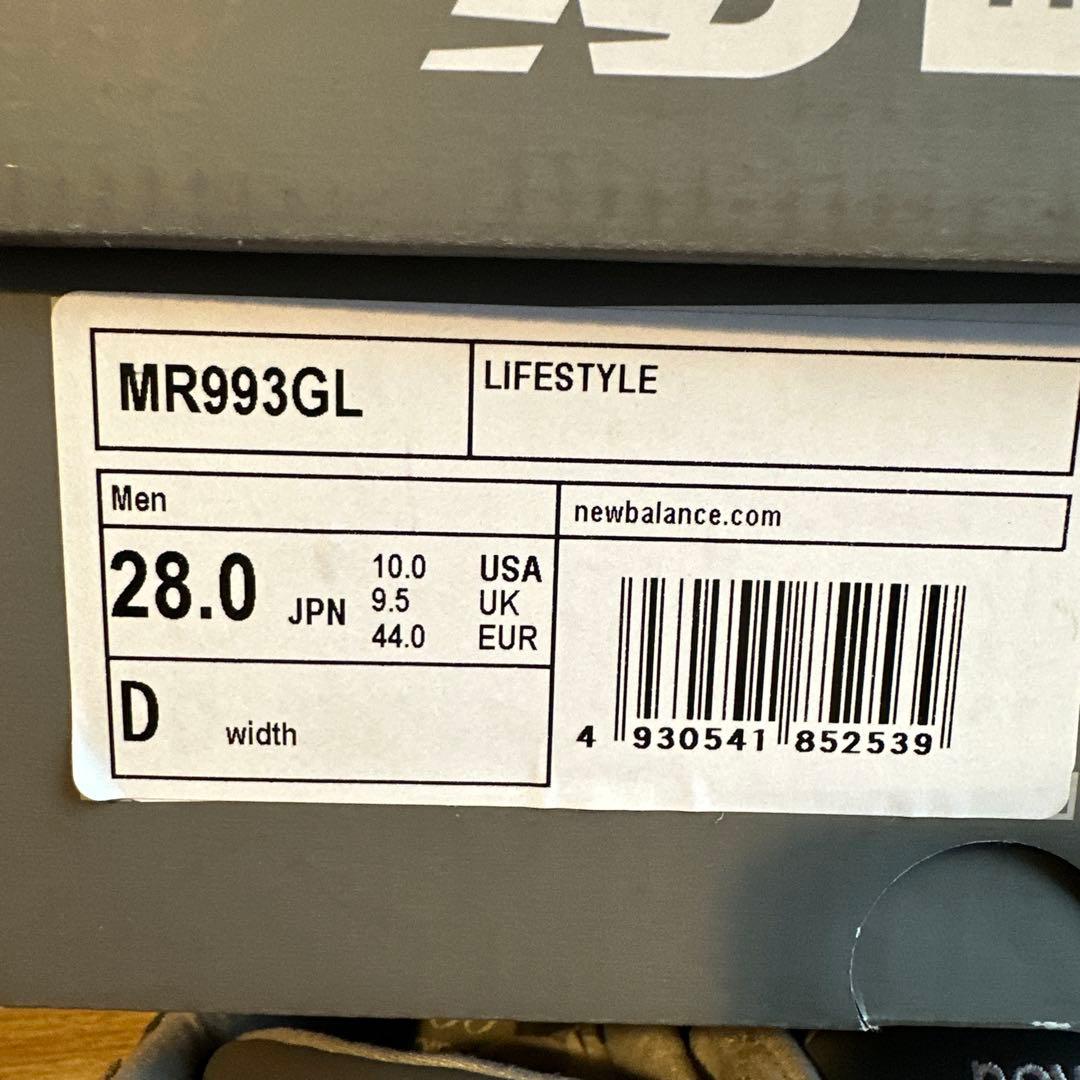 MR993GL
LIFESTYLE
Men
newbalance.com
28.0 JPN
10.0 USA
9.5 UK
44.0 EUR
D width
4 930541 852539